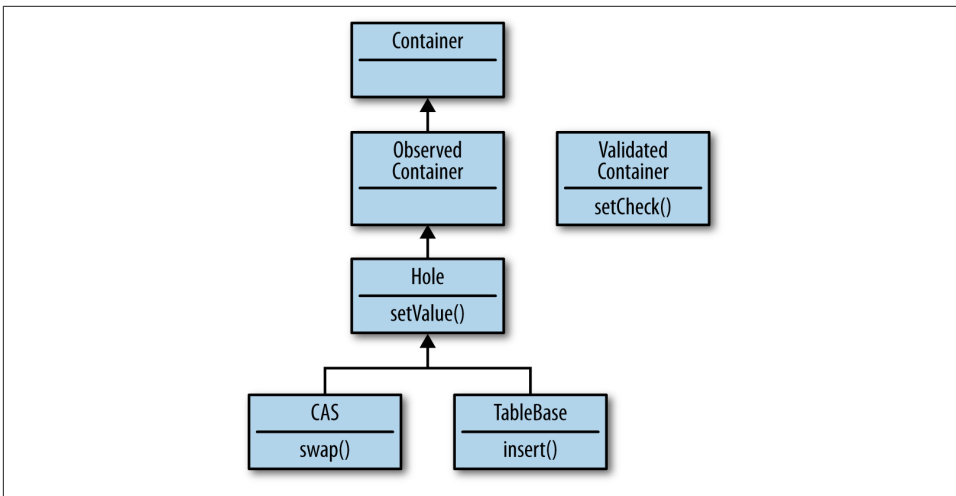 Container
Observed
Container
Validated
Container
setCheck()
Hole
setValue()
CAS
swap()
TableBase
insert()